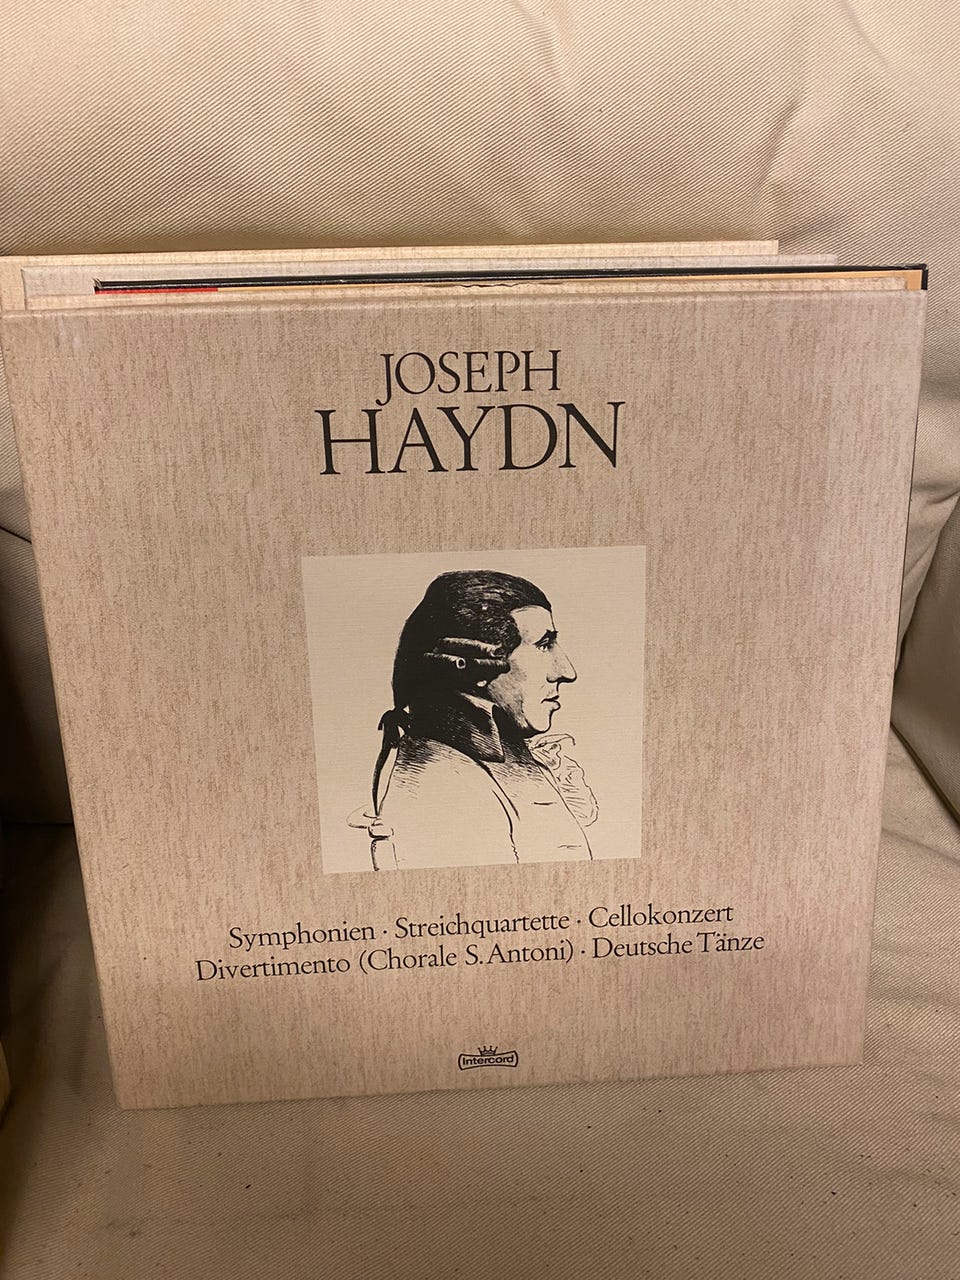 JOSEPH
HAYDN
Symphonien · Streichquartette · Cellokonzert
Divertimento (Chorale S. Antoni) · Deutsche Tänze
Intercord